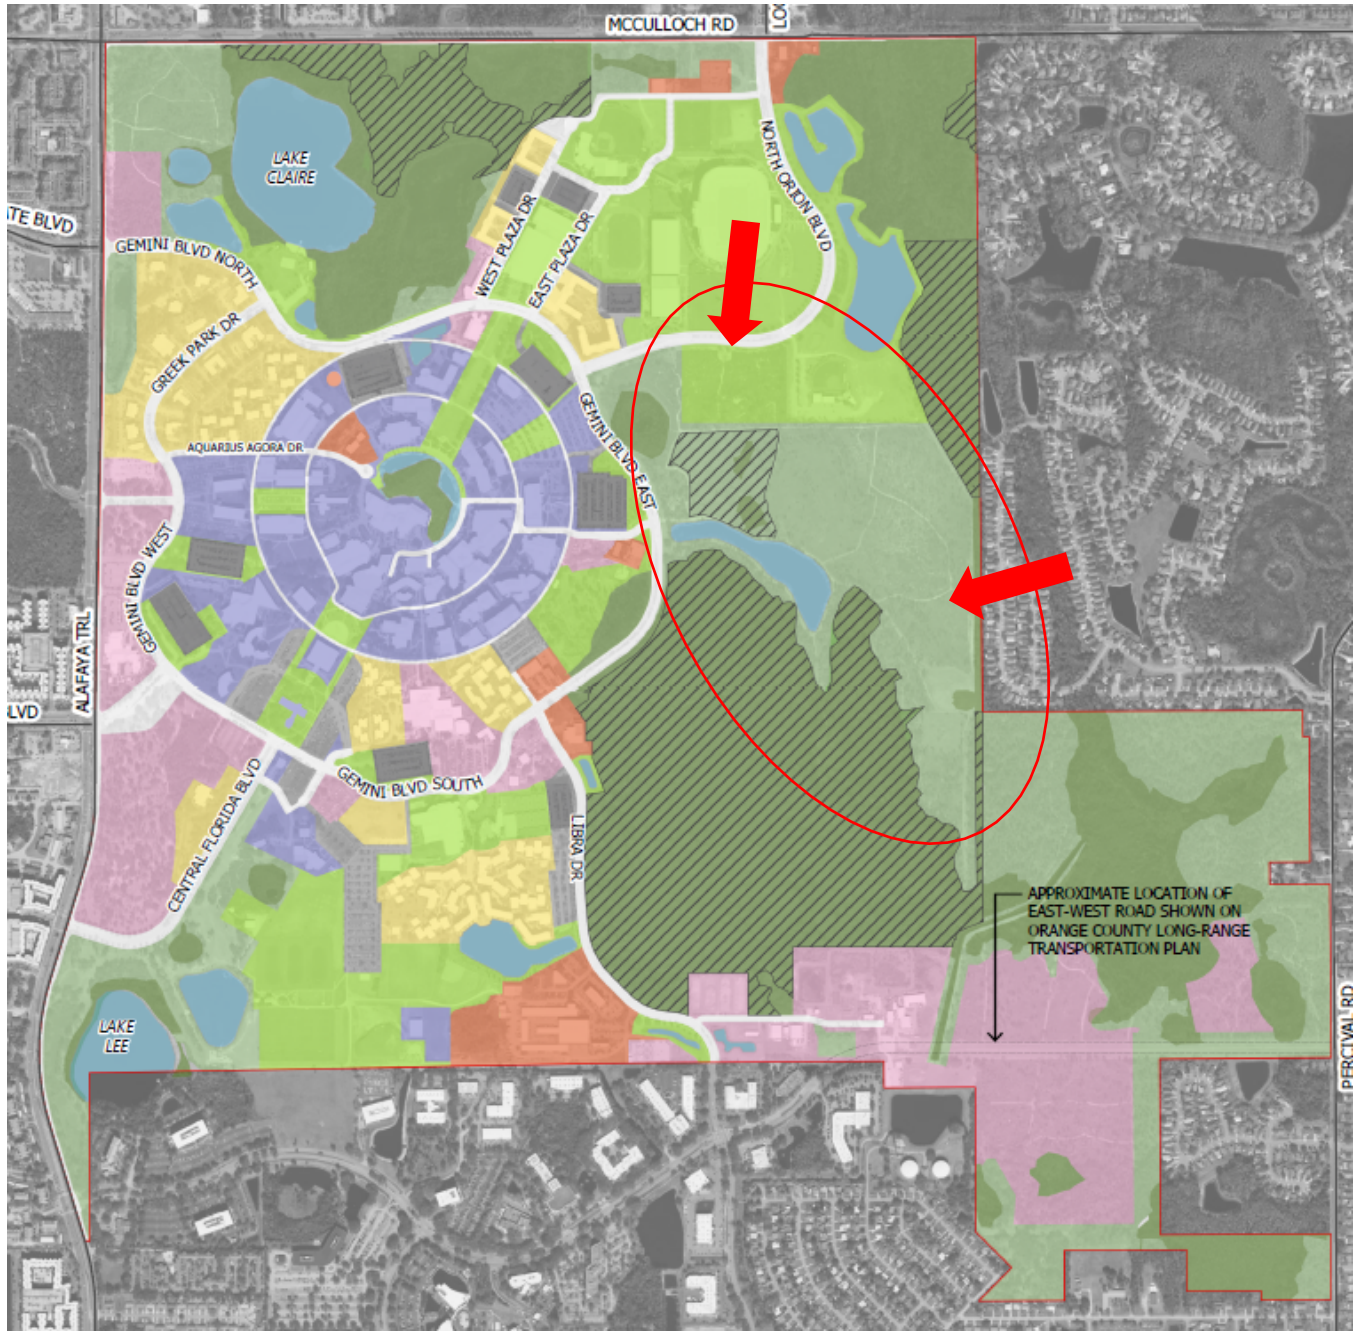 MCCULLOCH RD
LOC
LAKE
CLAIRE
NORTH ORION BLVD
TE BLVD
GEMINI BLVD NORTH
WEST PLAZA DR
EAST PLAZA DR
GREEK PARK DR
GEMINI BLVD EAST
AQUARIUS AGORA DR
GEMINI BLVD WEST
ALAFAYA TRL
LVD
GEMINI BLVD SOUTH
CENTRAL FLORIDA BLVD
LIBRA DR
APPROXIMATE LOCATION OF
EAST-WEST ROAD SHOWN ON
ORANGE COUNTY LONG-RANGE
TRANSPORTATION PLAN
LAKE
LEE
PERCIVAL RD